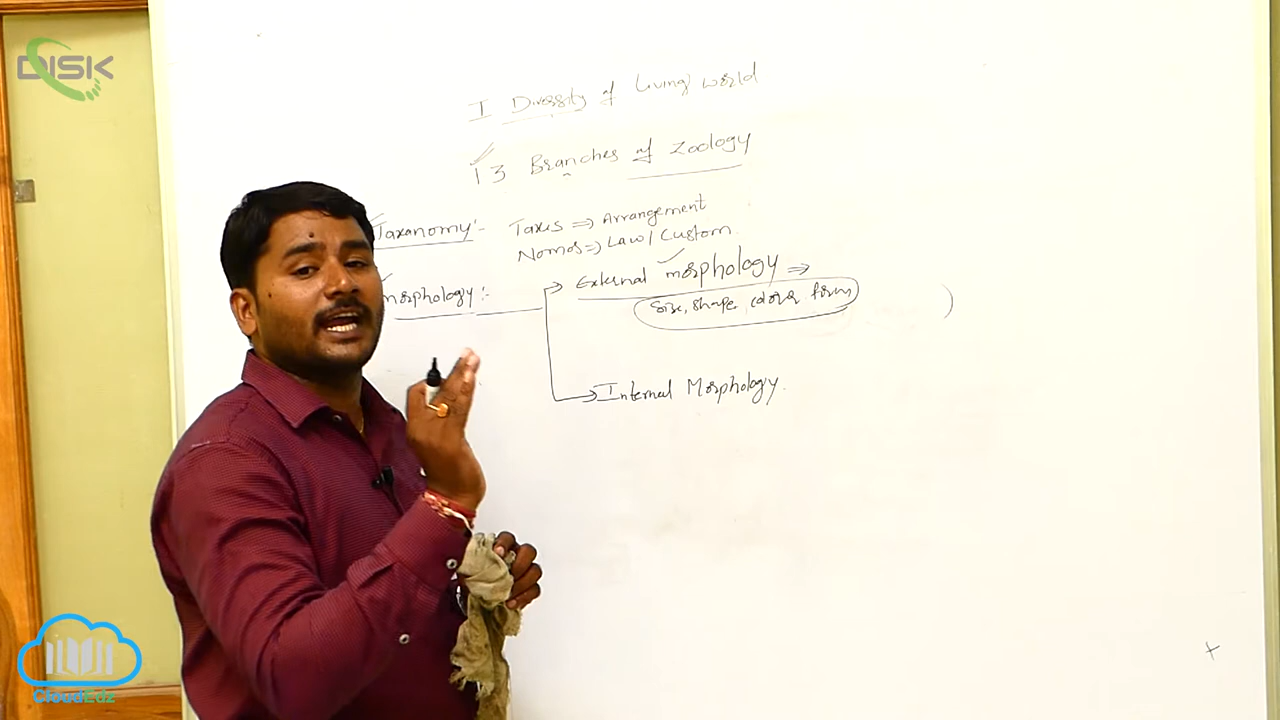 DISK
I Diversity of Living world
1 3 Branches of Zoology
Taxanomy:- Taxis => Arrangement
Nomos => Law / Custom.
morphology :- External morphology =>
Size, shape, colour form
Internal Morphology.
CloudEdz